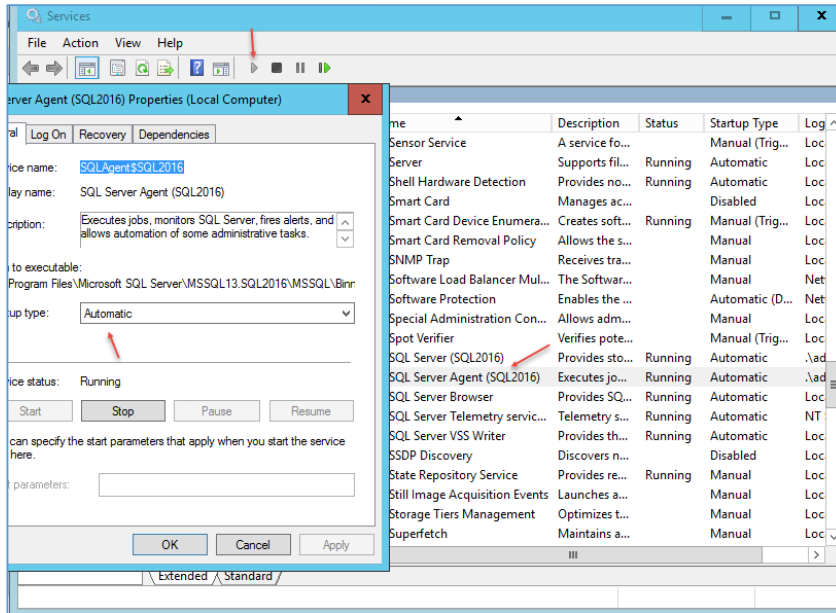 Services
File Action View Help
erver Agent (SQL2016) Properties (Local Computer)
ral Log On Recovery Dependencies
vice name: SQLAgent$SQL2016
lay name: SQL Server Agent (SQL2016)
cription: Executes jobs, monitors SQL Server, fires alerts, and
allows automation of some administrative tasks.
n to executable:
Program Files\Microsoft SQL Server\MSSQL13.SQL2016\MSSQL\Binn
up type: Automatic
vice status: Running
Start Stop Pause Resume
can specify the start parameters that apply when you start the service
here.
t parameters:
OK Cancel Apply
me Description Status Startup Type Log
Sensor Service A service fo... Manual (Trig... Loc
Server Supports fil... Running Automatic Loc
Shell Hardware Detection Provides no... Running Automatic Loc
Smart Card Manages ac... Disabled Loc
Smart Card Device Enumera... Creates soft... Running Manual (Trig... Loc
Smart Card Removal Policy Allows the s... Manual Loc
SNMP Trap Receives tra... Manual Loc
Software Load Balancer Mul... The Softwar... Manual Net
Software Protection Enables the ... Automatic (D... Net
Special Administration Con... Allows adm... Manual Loc
Spot Verifier Verifies pote... Manual (Trig... Loc
SQL Server (SQL2016) Provides sto... Running Automatic .\ad
SQL Server Agent (SQL2016) Executes jo... Running Automatic .\ad
SQL Server Browser Provides SQ... Running Automatic Loc
SQL Server Telemetry servic... Telemetry s... Running Automatic NT
SQL Server VSS Writer Provides th... Running Automatic Loc
SSDP Discovery Discovers n... Disabled Loc
State Repository Service Provides re... Running Manual Loc
Still Image Acquisition Events Launches a... Manual Loc
Storage Tiers Management Optimizes t... Manual Loc
Superfetch Maintains a... Manual Loc
Extended Standard